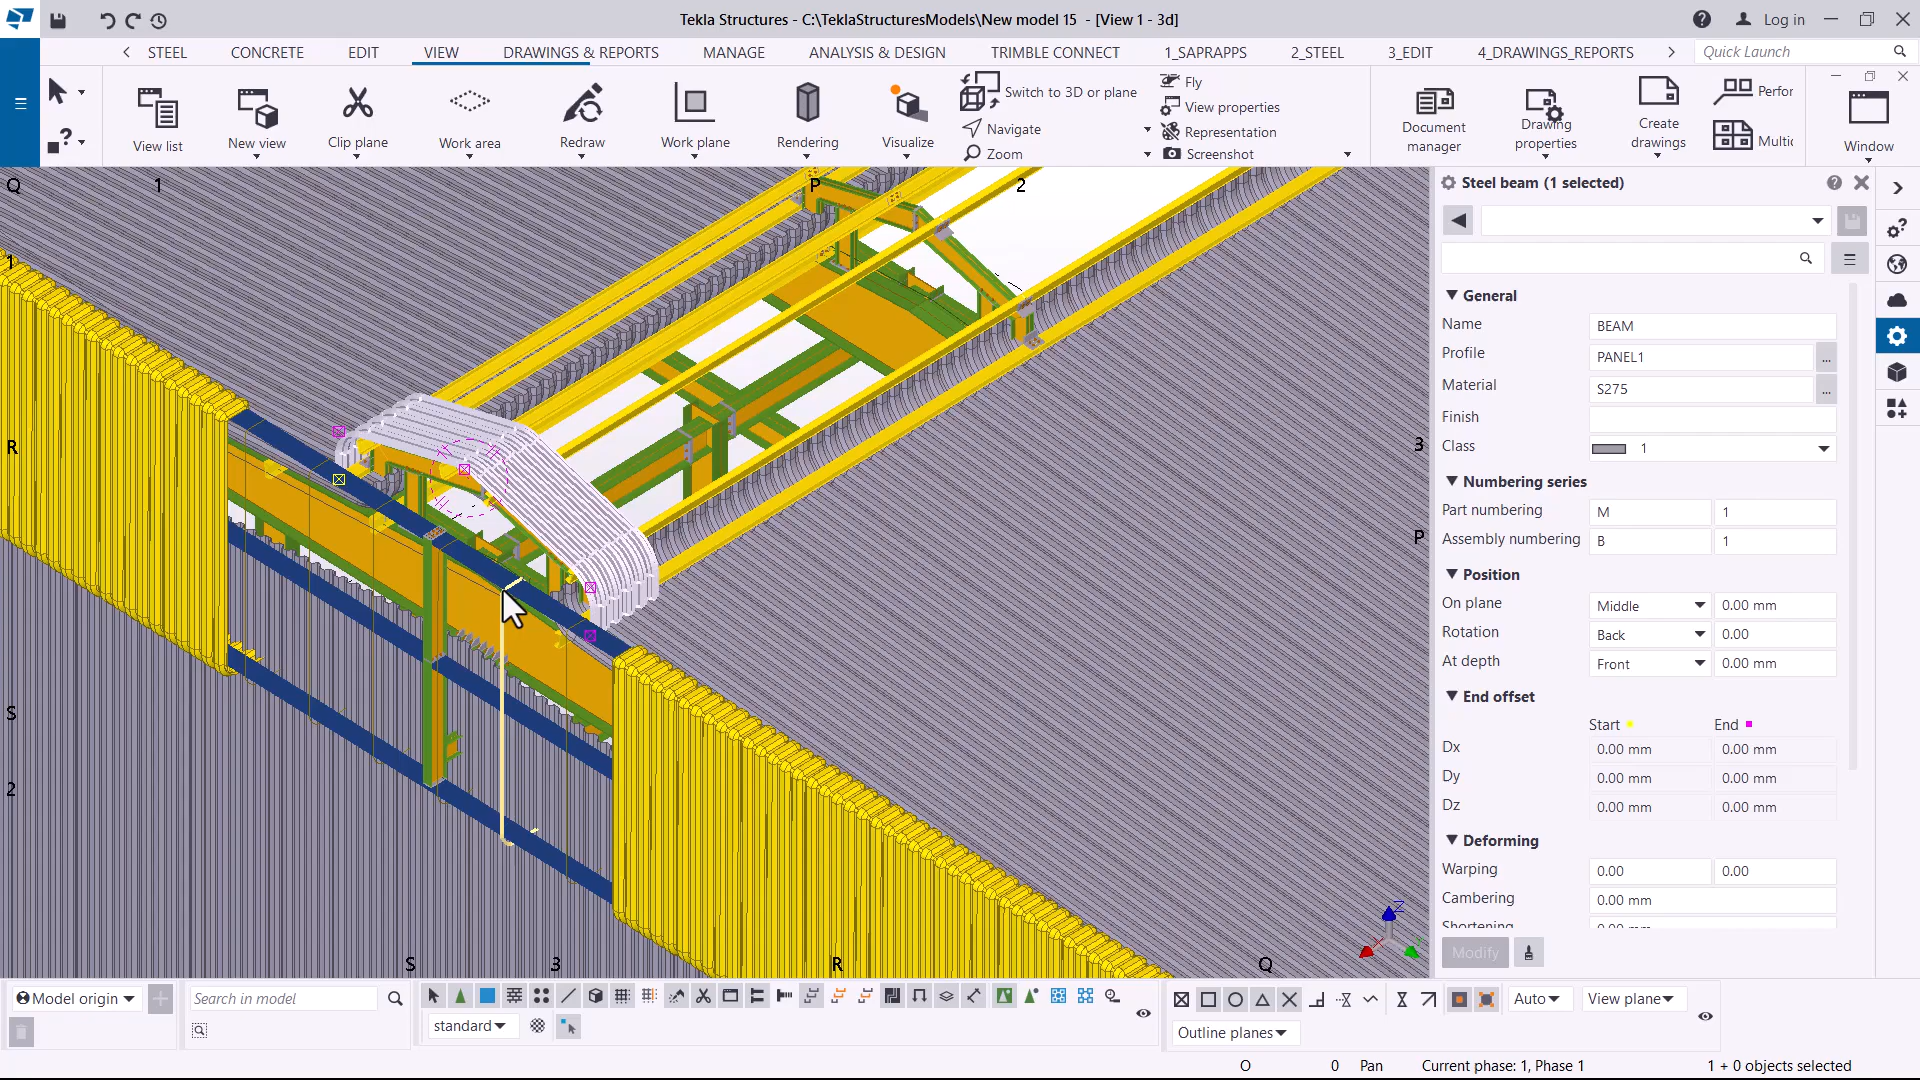 Tekla Structures - C:\TeklaStructuresModels\New model 15 - [View 1 - 3d]
Log in
STEEL CONCRETE EDIT VIEW DRAWINGS & REPORTS MANAGE ANALYSIS & DESIGN TRIMBLE CONNECT 1_SAPRAPPS 2_STEEL 3_EDIT 4_DRAWINGS_REPORTS
Quick Launch
View list
New view
Clip plane
Work area
Redraw
Work plane
Rendering
Visualize
Switch to 3D or plane
Navigate
Zoom
Fly
View properties
Representation
Screenshot
Document manager
Drawing properties
Create drawings
Perfor
Multi
Window
Q 1 P 2
1
R
S
2
3
P
S 3 R Q
Z
Steel beam (1 selected)
General
Name BEAM
Profile PANEL1 ...
Material S275 ...
Finish
Class 1
Numbering series
Part numbering M 1
Assembly numbering B 1
Position
On plane Middle 0.00 mm
Rotation Back 0.00
At depth Front 0.00 mm
End offset
Start End
Dx 0.00 mm 0.00 mm
Dy 0.00 mm 0.00 mm
Dz 0.00 mm 0.00 mm
Deforming
Warping 0.00 0.00
Cambering 0.00 mm
Shortening 0.00 mm
Modify
Model origin
Search in model
standard
Auto
View plane
Outline planes
O 0 Pan Current phase: 1, Phase 1 1 + 0 objects selected